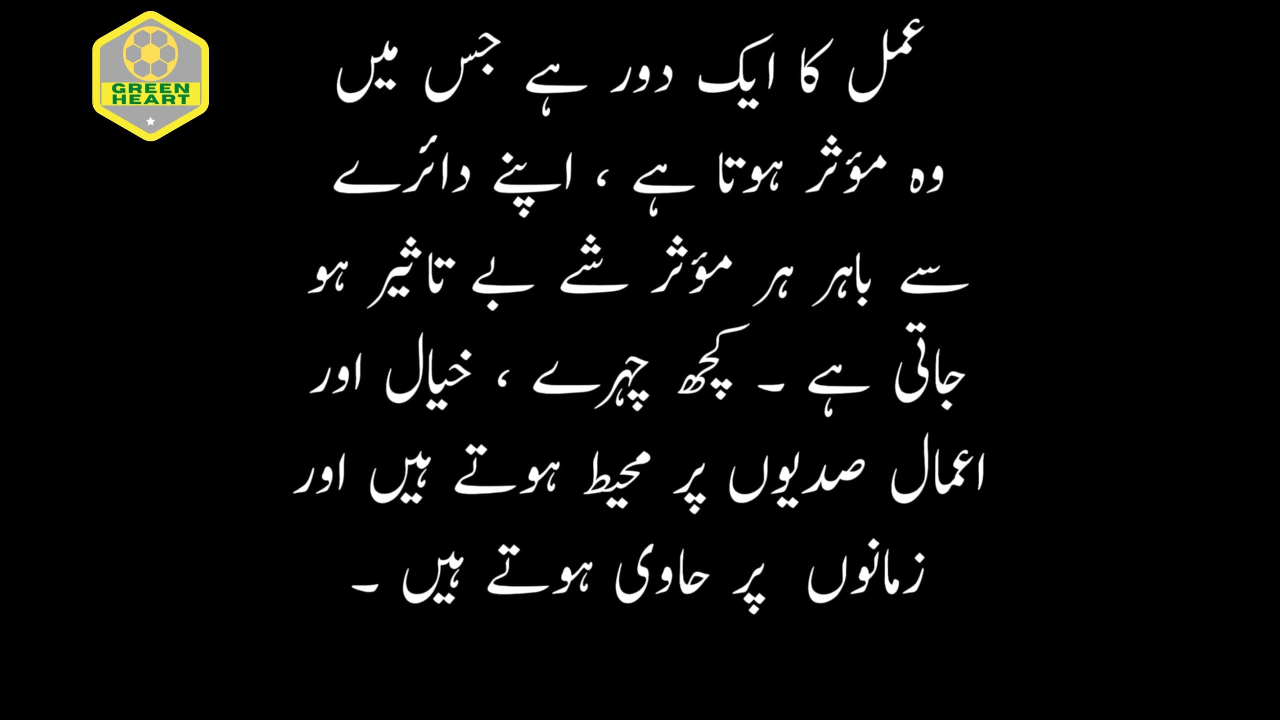 GREEN
HEART
عمل کا ایک دور ہے جس میں
وہ مؤثر ہوتا ہے ، اپنے دائرے
سے باہر ہر مؤثر شے بے تاثیر ہو
جاتی ہے ۔ کچھ چہرے ، خیال اور
اعمال صدیوں پر محیط ہوتے ہیں اور
زمانوں پر حاوی ہوتے ہیں ۔